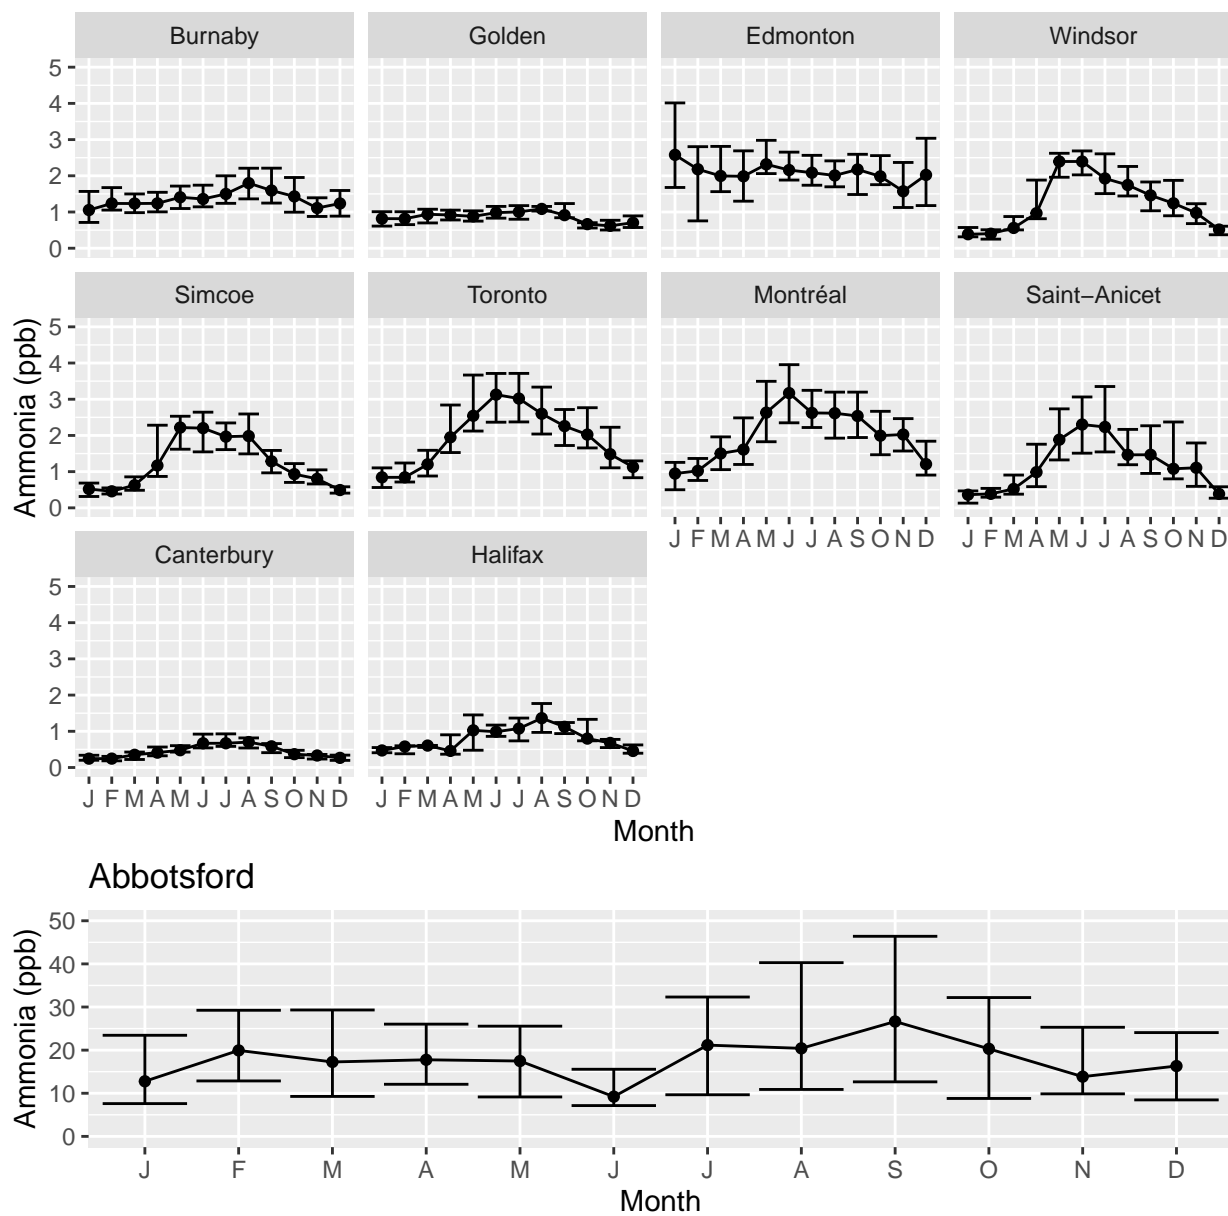 Burnaby Golden Edmonton Windsor
5
4
3
2
1
0
Simcoe Toronto Montréal Saint−Anicet
Ammonia (ppb)
5
4
3
2
1
0
J F M A M J J A S O N D J F M A M J J A S O N D
Canterbury Halifax
5
4
3
2
1
0
J F M A M J J A S O N D J F M A M J J A S O N D
Month
Abbotsford
Ammonia (ppb)
50
40
30
20
10
0
J F M A M J J A S O N D
Month